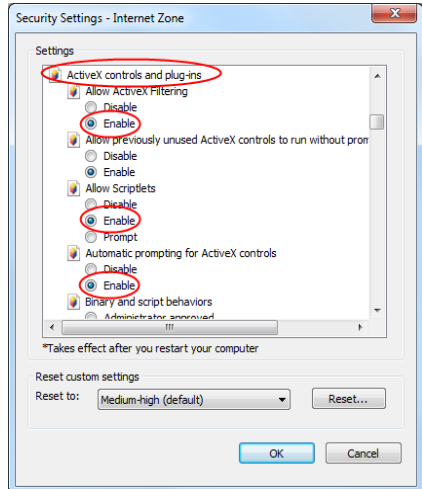 Security Settings - Internet Zone
Settings
ActiveX controls and plug-ins
Allow ActiveX Filtering
Disable
Enable
Allow previously unused ActiveX controls to run without prom
Disable
Enable
Allow Scriptlets
Disable
Enable
Prompt
Automatic prompting for ActiveX controls
Disable
Enable
Binary and script behaviors
Administrator approved
*Takes effect after you restart your computer
Reset custom settings
Reset to:
Medium-high (default)
Reset...
OK
Cancel